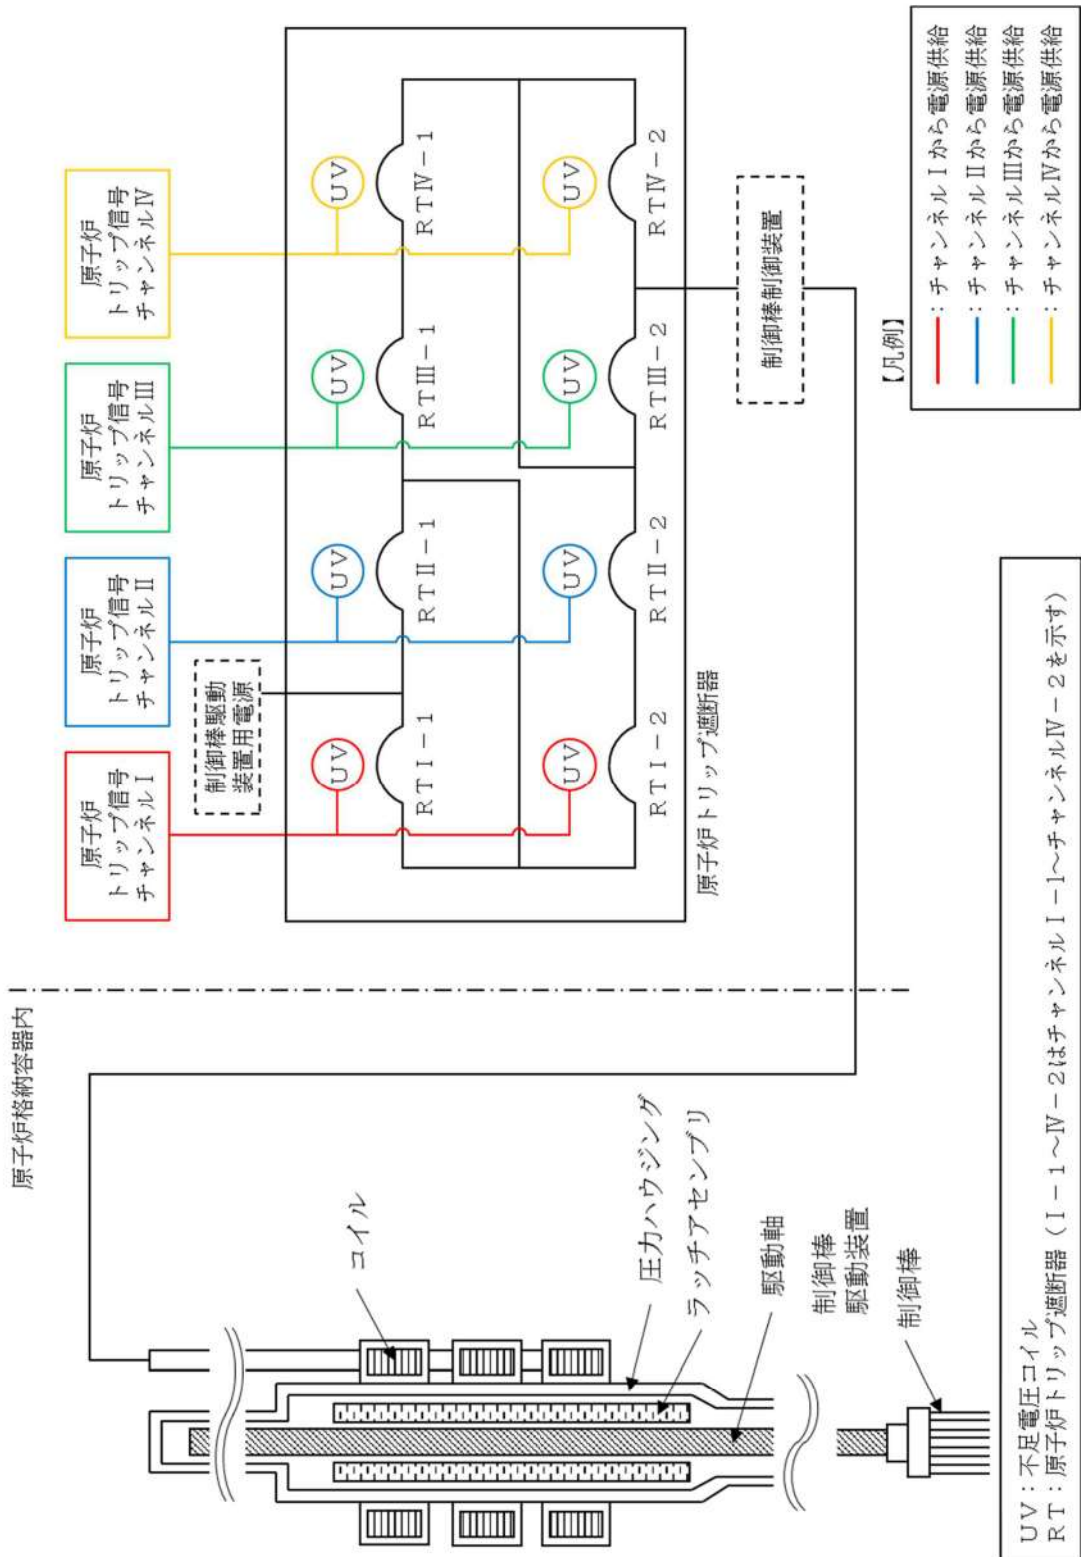 原子炉格納容器内
原子炉
トリップ信号
チャンネルⅠ
原子炉
トリップ信号
チャンネルⅡ
原子炉
トリップ信号
チャンネルⅢ
原子炉
トリップ信号
チャンネルⅣ
制御棒駆動
装置用電源
UV
UV
UV
UV
RTⅠ-1
RTⅡ-1
RTⅢ-1
RTⅣ-1
UV
UV
UV
UV
RTⅠ-2
RTⅡ-2
RTⅢ-2
RTⅣ-2
原子炉トリップ遮断器
制御棒制御装置
コイル
圧力ハウジング
ラッチアセンブリ
駆動軸
制御棒
駆動装置
制御棒
【凡例】
:チャンネルⅠから電源供給
:チャンネルⅡから電源供給
:チャンネルⅢから電源供給
:チャンネルⅣから電源供給
UV:不足電圧コイル
RT:原子炉トリップ遮断器(Ⅰ-1~Ⅳ-2はチャンネルⅠ-1~チャンネルⅣ-2を示す)